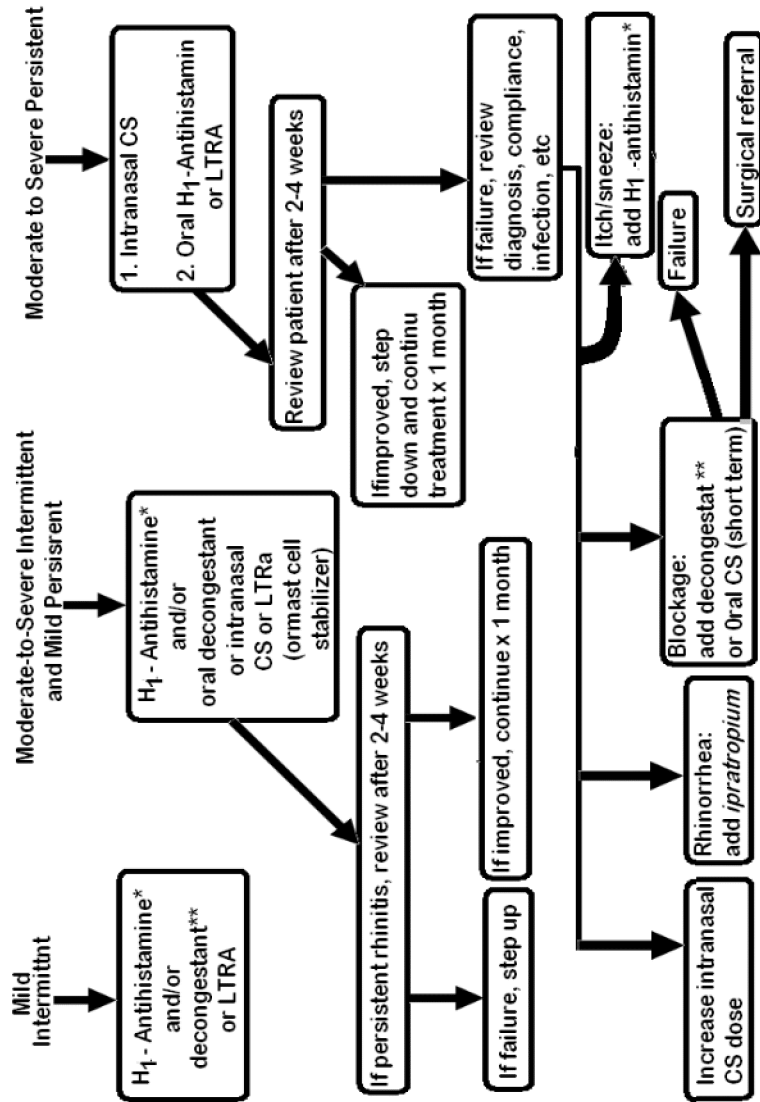 Mild
Intermittnt
H1 - Antihistamine*
and/or
decongestant**
or LTRA
Moderate-to-Severe Intermittent
and Mild Persisrent
H1 - Antihistamine*
and/or
oral decongestant
or intranasal
CS or LTRa
(ormast cell
stabilizer)
If persistent rhinitis, review after 2-4 weeks
If failure, step up
If improved, continue x 1 month
Moderate to Severe Persistent
1. Intranasal CS
2. Oral H1-Antihistamin
or LTRA
Review patient after 2-4 weeks
Ifimproved, step
down and continu
treatment x 1 month
If failure, review
diagnosis, compliance,
infection, etc
Increase intranasal
CS dose
Rhinorrhea:
add ipratropium
Blockage:
add decongestat**
or Oral CS (short term)
Itch/sneeze:
add H1 -antihistamin*
Failure
Surgical referral